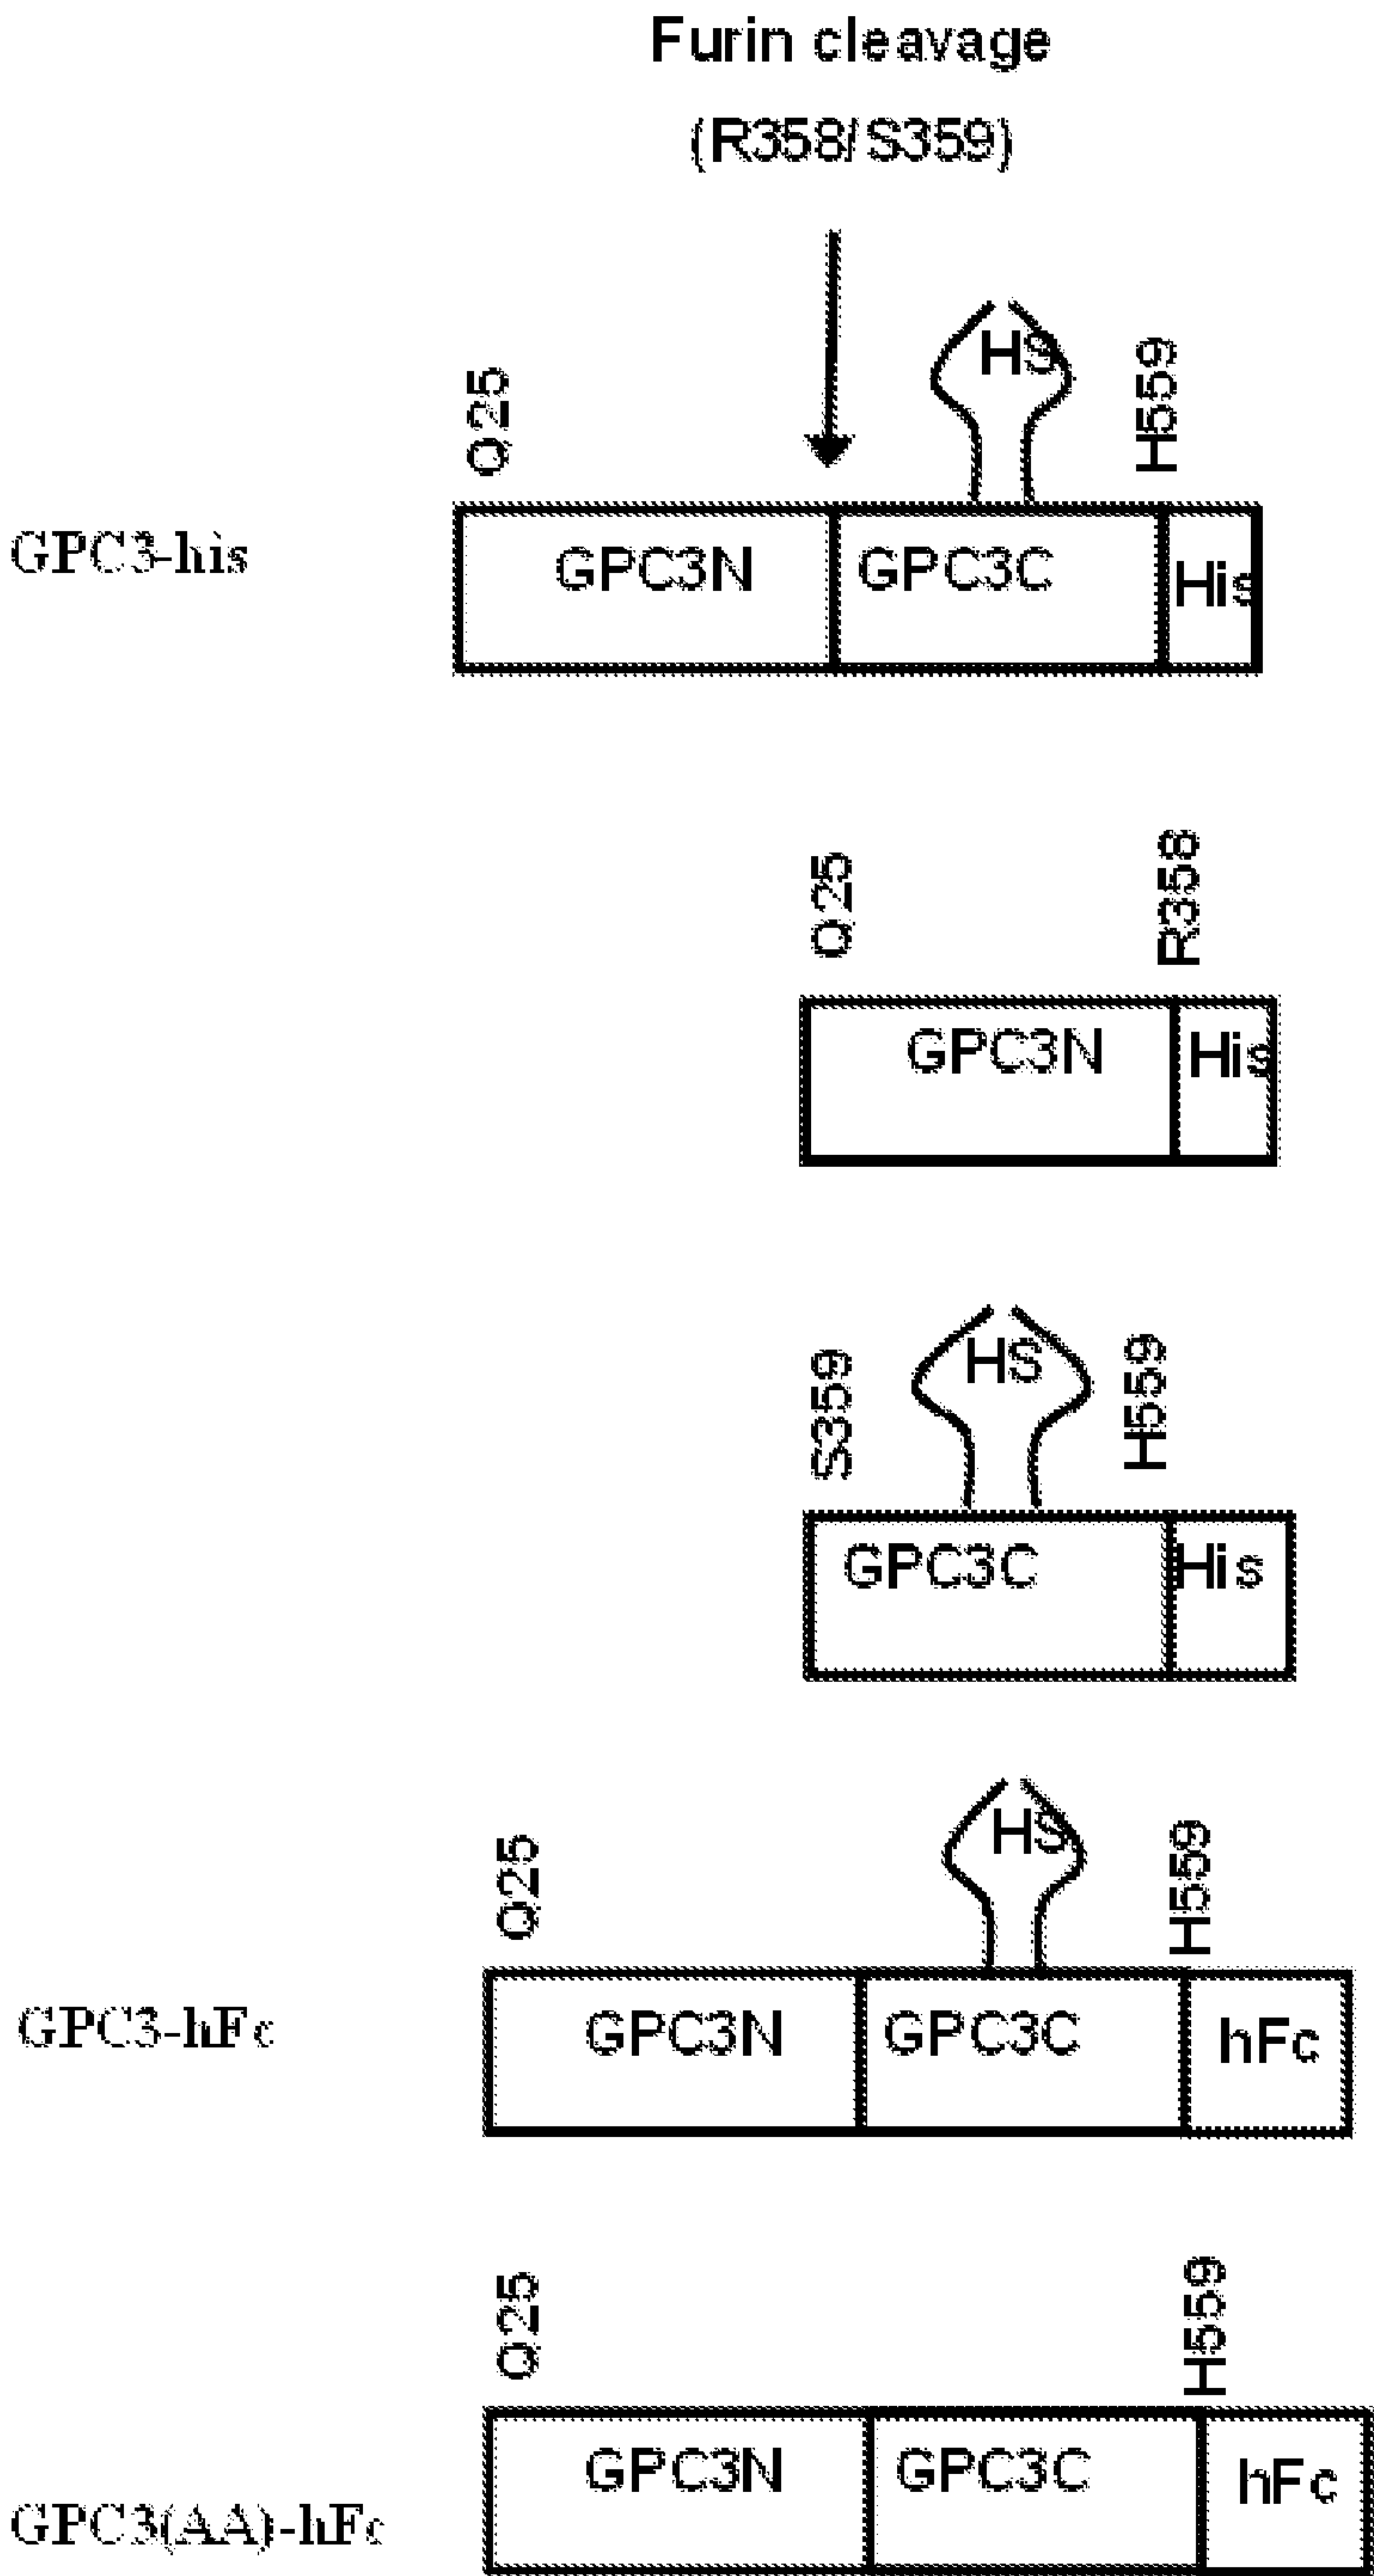 Furin cleavage
(R358/S359)
Q25
HS
H559
GPC3-his
GPC3N
GPC3C
His
Q25
R358
GPC3N
His
S359
HS
H559
GPC3C
His
Q25
HS
H559
GPC3-hFc
GPC3N
GPC3C
hFc
Q25
H559
GPC3(AA)-hFc
GPC3N
GPC3C
hFc